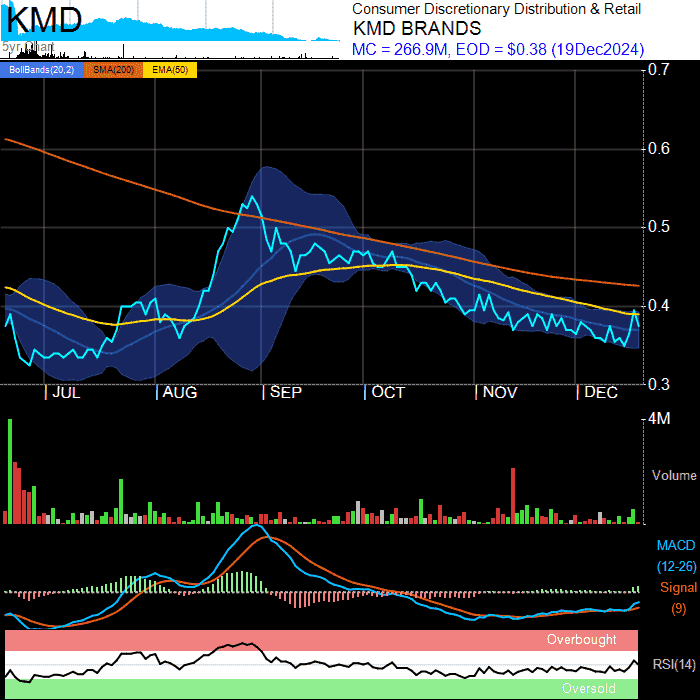 KMD
5yr Chart
Consumer Discretionary Distribution & Retail
KMD BRANDS
MC = 266.9M, EOD = $0.38 (19Dec2024)
BollBands(20,2) SMA(200) EMA(50)
0.7
0.6
0.5
0.4
0.3
| JUL | AUG | SEP | OCT | NOV | DEC
4M
Volume
MACD
(12-26)
Signal
(9)
Overbought
RSI(14)
Oversold